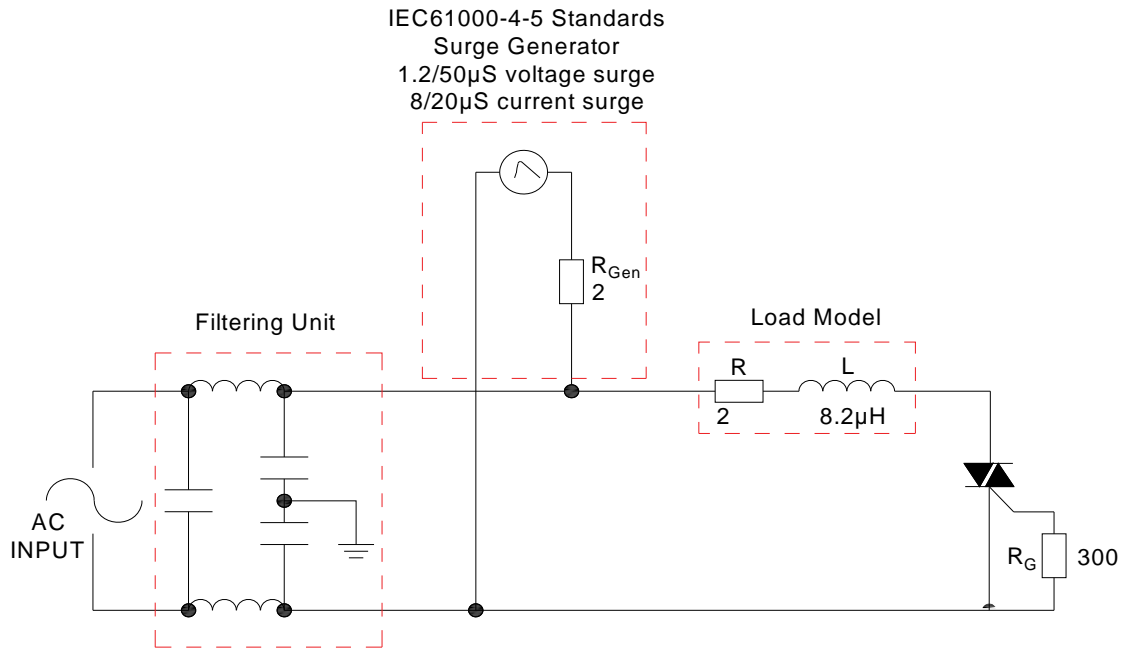 IEC61000-4-5 Standards
Surge Generator
1.2/50µS voltage surge
8/20µS current surge
R_Gen
2
Filtering Unit
Load Model
R
L
2
8.2µH
AC
INPUT
R_G
300